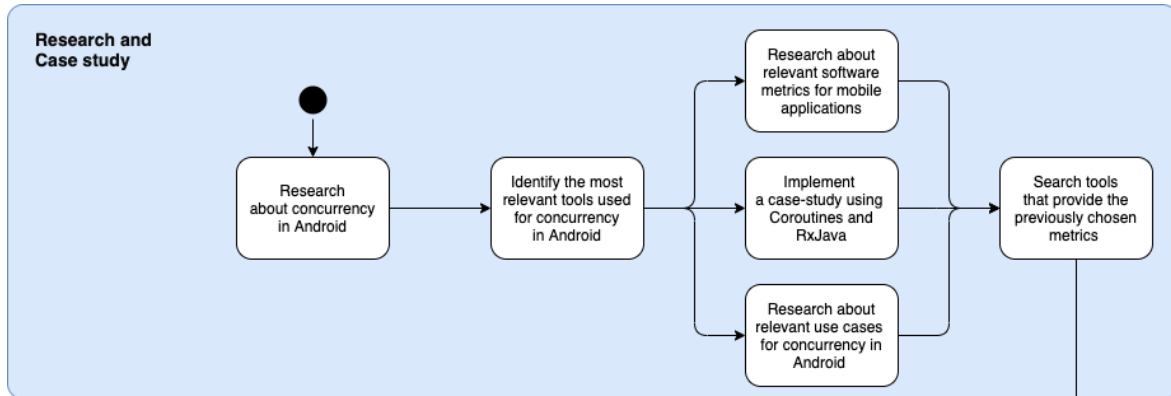 Research and
Case study
Research
about concurrency
in Android
Identify the most
relevant tools used
for concurrency
in Android
Research about
relevant software
metrics for mobile
applications
Implement
a case-study using
Coroutines and
RxJava
Research about
relevant use cases
for concurrency in
Android
Search tools
that provide the
previously chosen
metrics